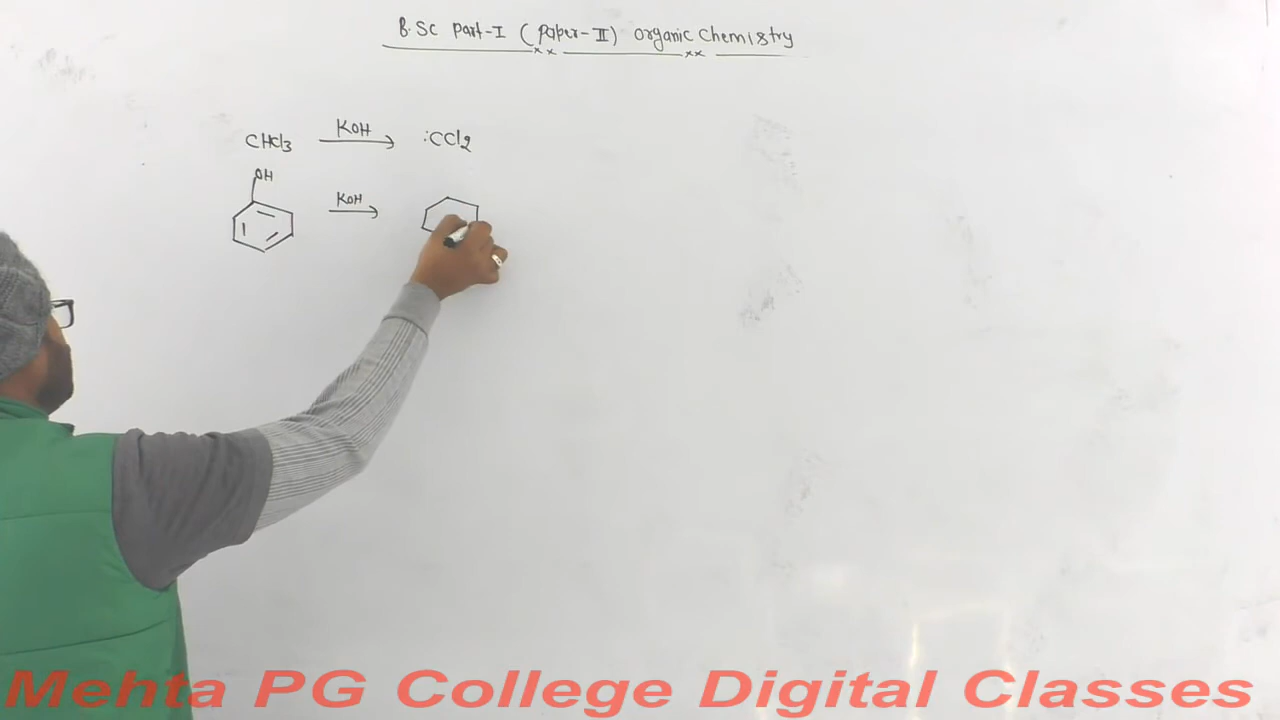 B.Sc Part-I (Paper-II) Organic Chemistry
CHCl3 KOH :CCl2
OH
KOH
Mehta PG College Digital Classes